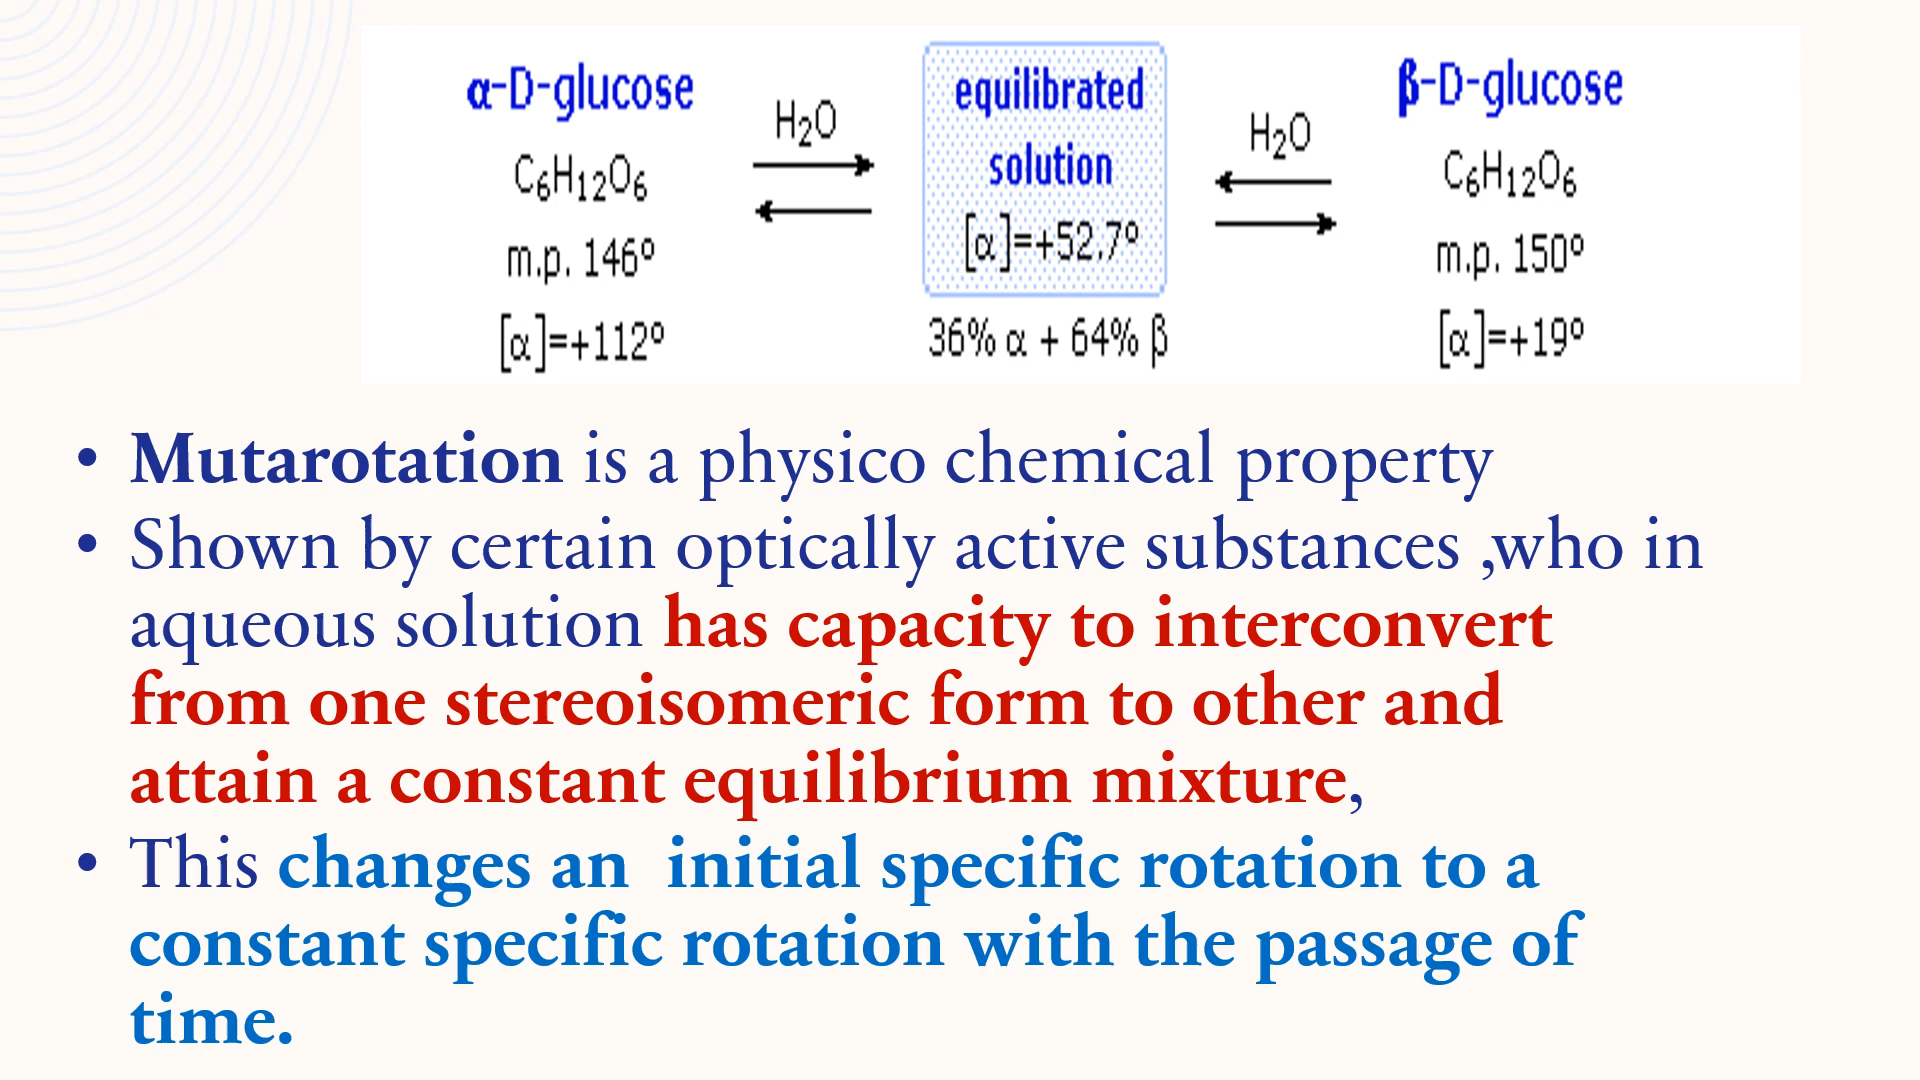 α-D-glucose
C6H12O6
m.p. 146º
[α]=+112º
H2O
equilibrated
solution
[α]=+52.7º
36% α + 64% β
H2O
β-D-glucose
C6H12O6
m.p. 150º
[α]=+19º
• Mutarotation is a physico chemical property
• Shown by certain optically active substances ,who in
aqueous solution has capacity to interconvert
from one stereoisomeric form to other and
attain a constant equilibrium mixture,
• This changes an  initial specific rotation to a
constant specific rotation with the passage of
time.